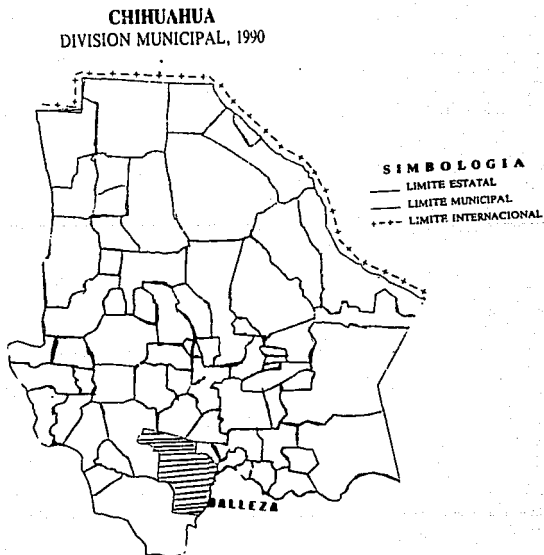 CHIHUAHUA
DIVISION MUNICIPAL, 1990
SIMBOLOGIA
LIMITE ESTATAL
LIMITE MUNICIPAL
LIMITE INTERNACIONAL
BALLEZA